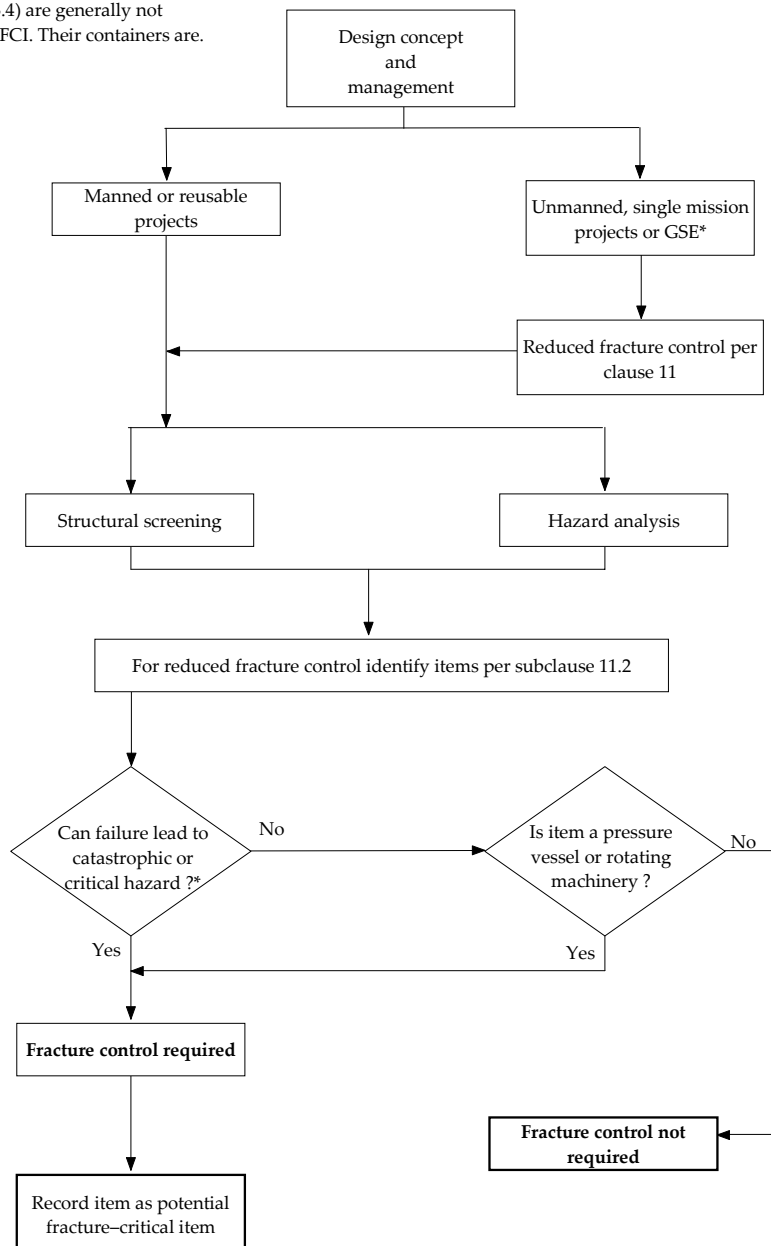 .4) are generally not
FCI. Their containers are.
Design concept
and
management
Manned or reusable
projects
Unmanned, single mission
projects or GSE*
Reduced fracture control per
clause 11
Structural screening
Hazard analysis
For reduced fracture control identify items per subclause 11.2
Can failure lead to
catastrophic or
critical hazard ?*
No
Is item a pressure
vessel or rotating
machinery ?
No
Yes
Yes
Fracture control required
Fracture control not
required
Record item as potential
fracture–critical item